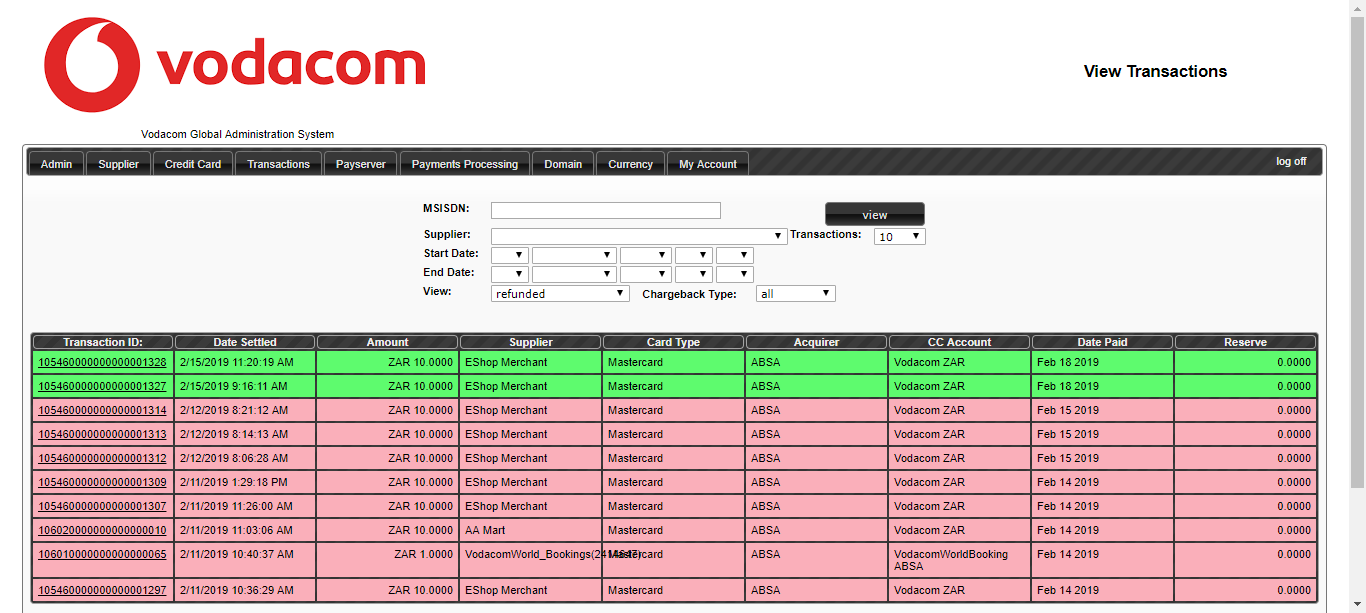 vodacom
View Transactions
Vodacom Global Administration System
Admin Supplier Credit Card Transactions Payserver Payments Processing Domain Currency My Account log off
MSISDN: view
Supplier: Transactions: 10
Start Date:
End Date:
View: refunded Chargeback Type: all
Transaction ID: Date Settled Amount Supplier Card Type Acquirer CC Account Date Paid Reserve
105460000000000001328 2/15/2019 11:20:19 AM ZAR 10.0000 EShop Merchant Mastercard ABSA Vodacom ZAR Feb 18 2019 0.0000
105460000000000001327 2/15/2019 9:16:11 AM ZAR 10.0000 EShop Merchant Mastercard ABSA Vodacom ZAR Feb 18 2019 0.0000
105460000000000001314 2/12/2019 8:21:12 AM ZAR 10.0000 EShop Merchant Mastercard ABSA Vodacom ZAR Feb 15 2019 0.0000
105460000000000001313 2/12/2019 8:14:13 AM ZAR 10.0000 EShop Merchant Mastercard ABSA Vodacom ZAR Feb 15 2019 0.0000
105460000000000001312 2/12/2019 8:06:28 AM ZAR 10.0000 EShop Merchant Mastercard ABSA Vodacom ZAR Feb 15 2019 0.0000
105460000000000001309 2/11/2019 1:29:18 PM ZAR 10.0000 EShop Merchant Mastercard ABSA Vodacom ZAR Feb 14 2019 0.0000
105460000000000001307 2/11/2019 11:26:00 AM ZAR 10.0000 EShop Merchant Mastercard ABSA Vodacom ZAR Feb 14 2019 0.0000
106020000000000000010 2/11/2019 11:03:06 AM ZAR 10.0000 AA Mart Mastercard ABSA Vodacom ZAR Feb 14 2019 0.0000
106010000000000000065 2/11/2019 10:40:37 AM ZAR 1.0000 VodacomWorld_Bookings Mastercard ABSA VodacomWorldBooking Feb 14 2019 0.0000
ABSA
105460000000000001297 2/11/2019 10:36:29 AM ZAR 10.0000 EShop Merchant Mastercard ABSA Vodacom ZAR Feb 14 2019 0.0000